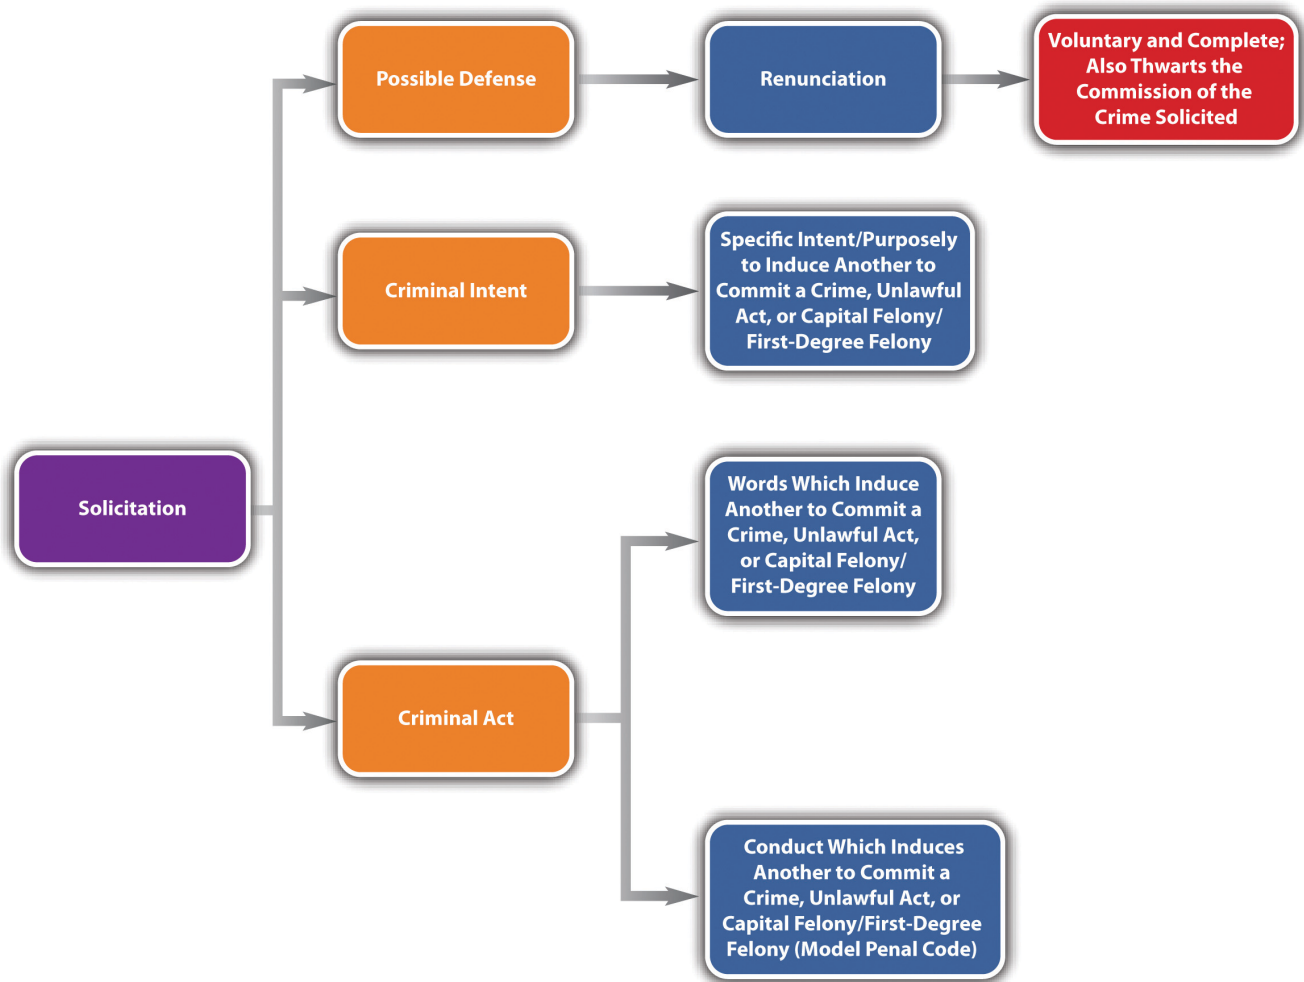 Possible Defense
Renunciation
Voluntary and Complete;
Also Thwarts the
Commission of the
Crime Solicited
Criminal Intent
Specific Intent/Purposely
to Induce Another to
Commit a Crime, Unlawful
Act, or Capital Felony/
First-Degree Felony
Solicitation
Words Which Induce
Another to Commit a
Crime, Unlawful Act,
or Capital Felony/
First-Degree Felony
Criminal Act
Conduct Which Induces
Another to Commit a
Crime, Unlawful Act, or
Capital Felony/First-Degree
Felony (Model Penal Code)